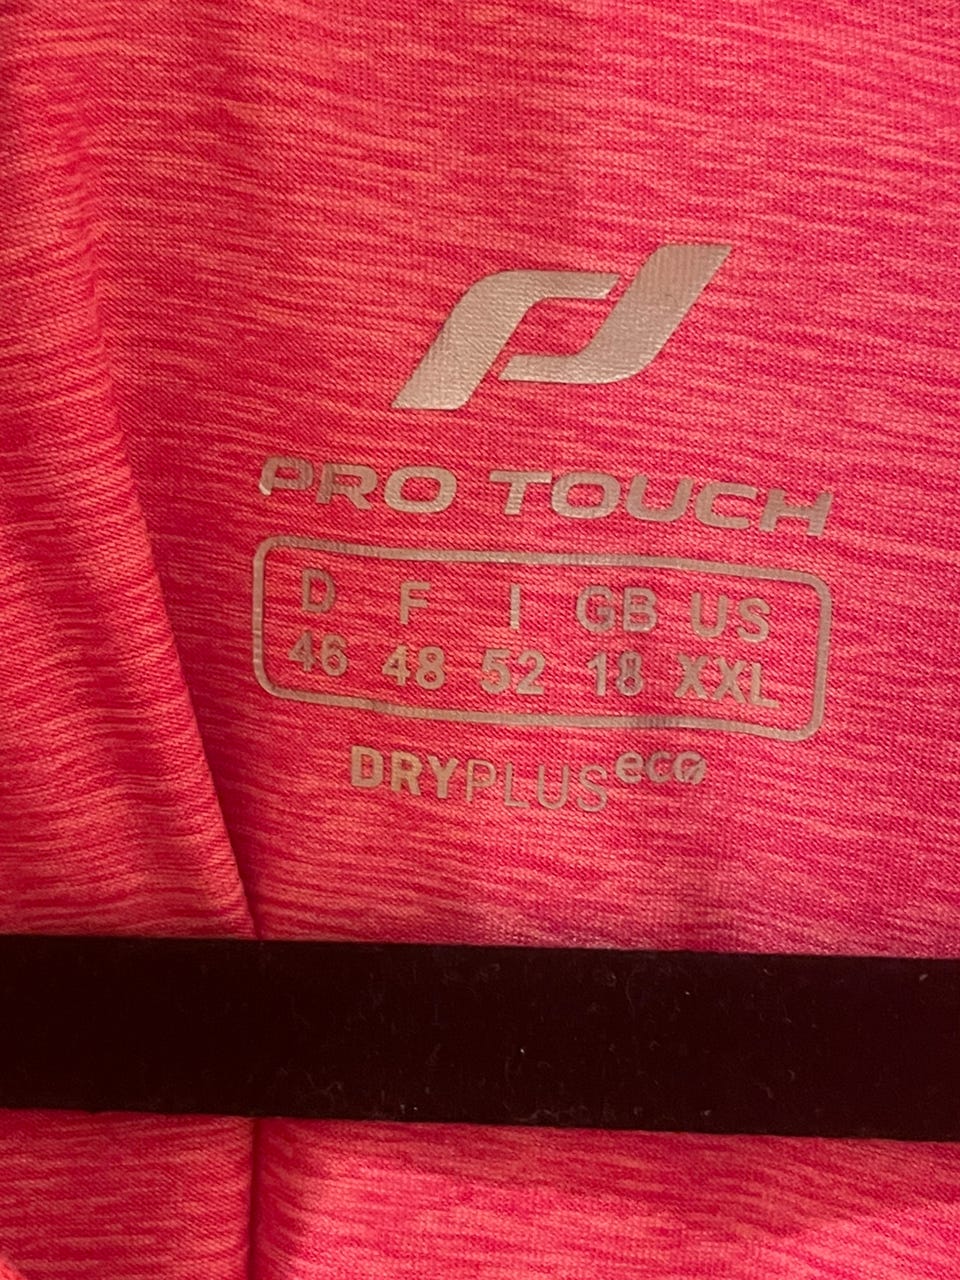 PRO TOUCH
D F I GB US
46 48 52 18 XXL
DRYPLUS eco